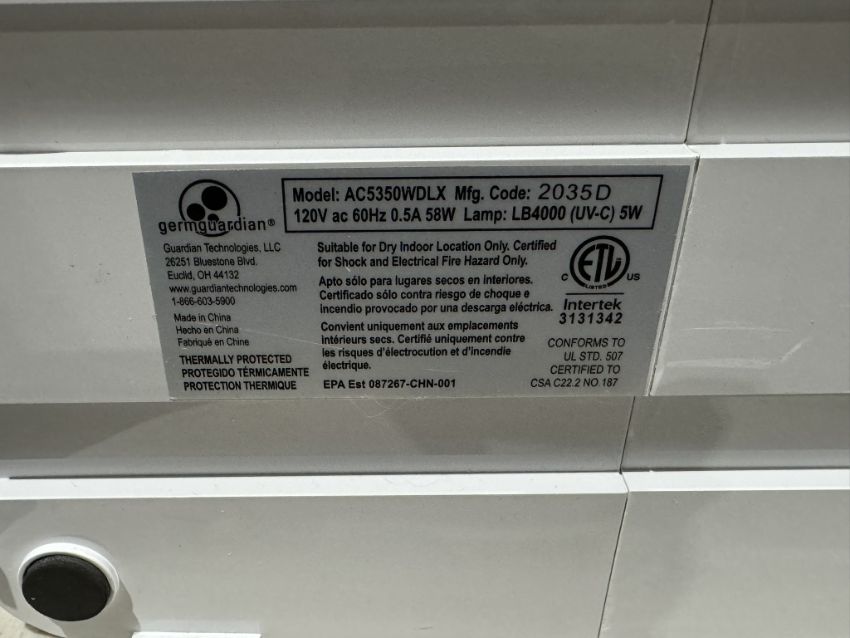 germguardian®
Model: AC5350WDLX Mfg. Code: 2035D
120V ac 60Hz 0.5A 58W Lamp: LB4000 (UV-C) 5W
Guardian Technologies, LLC
26251 Bluestone Blvd.
Euclid, OH 44132
www.guardiantechnologies.com
1-866-603-5900
Made in China
Hecho en China
Fabriqué en China
THERMALLY PROTECTED
PROTEGIDO TÉRMICAMENTE
PROTECTION THERMIQUE
Suitable for Dry Indoor Location Only. Certified
for Shock and Electrical Fire Hazard Only.
Apto sólo para lugares secos en interiores.
Certificado sólo contra riesgo de choque e
incendio provocado por una descarga eléctrica.
Convient uniquement aux emplacements
intérieurs secs. Certifié uniquement contre
les risques d'électrocution et d'incendie
électrique.
EPA Est 087267-CHN-001
ETL
LISTED
C US
Intertek
3131342
CONFORMS TO
UL STD. 507
CERTIFIED TO
CSA C22.2 NO.187